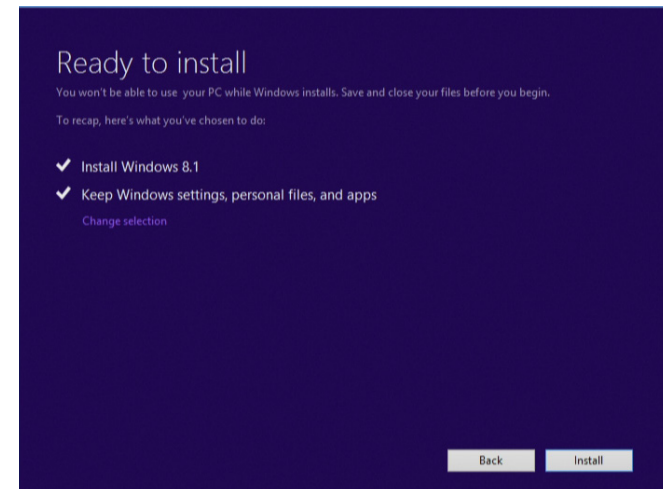 Ready to install
You won't be able to use your PC while Windows installs. Save and close your files before you begin.
To recap, here's what you've chosen to do:
Install Windows 8.1
Keep Windows settings, personal files, and apps
Change selection
Back Install